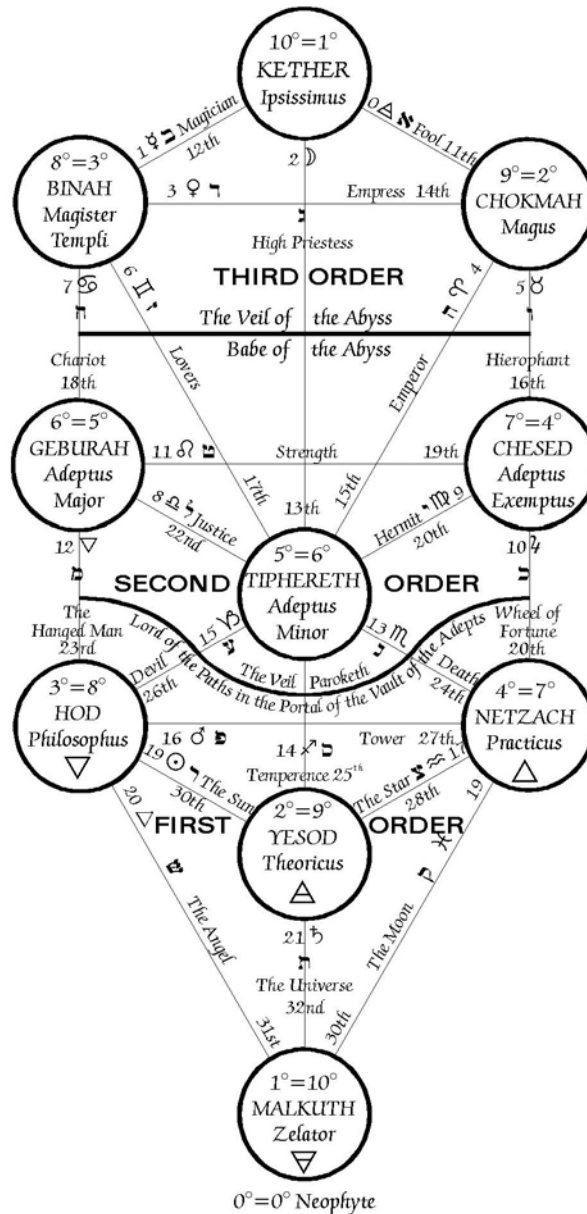 10°=1°
KETHER
Ipsissimus
1 ☿ ב Magician
12th
0 🜁 א Fool 11th
2 ☽
8°=3°
BINAH
Magister
Templi
9°=2°
CHOKMAH
Magus
3 ♀ ד
Empress 14th
ג
High Priestess
THIRD ORDER
7 ♋
ח
6 ♊ ז
Lovers
17th
4 ♈ ה
Emperor
15th
5 ♉
ו
The Veil of the Abyss
Babe of the Abyss
Chariot
18th
Hierophant
16th
6°=5°
GEBURAH
Adeptus
Major
7°=4°
CHESED
Adeptus
Exemptus
11 ♌ ט
Strength
19th
13th
8 ♎ ל Justice
22nd
Hermit י ♍ 9
20th
5°=6°
TIPHERETH
Adeptus
Minor
12 ▽
מ
10 ♃
כ
SECOND ORDER
The
Hanged Man
23rd
Wheel of
Fortune
20th
15 ♑
ע
Devil
26th
13 ♏
נ
Death
24th
Lord of the Paths in the Portal of the Vault of the Adepts
The Veil Paroketh
3°=8°
HOD
Philosophus
▽
4°=7°
NETZACH
Practicus
△
16 ♂ פ
Tower 27th
14 ♐ ס
Temperence 25th
19 ☉ ר The Sun
30th
The Star צ ♒ 17
28th
FIRST ORDER
2°=9°
YESOD
Theoricus
🜁
20 △
ש
The Angel
31st
19
♓
ק
The Moon
30th
21 ♄
ת
The Universe
32nd
1°=10°
MALKUTH
Zelator
🜃
0°=0° Neophyte